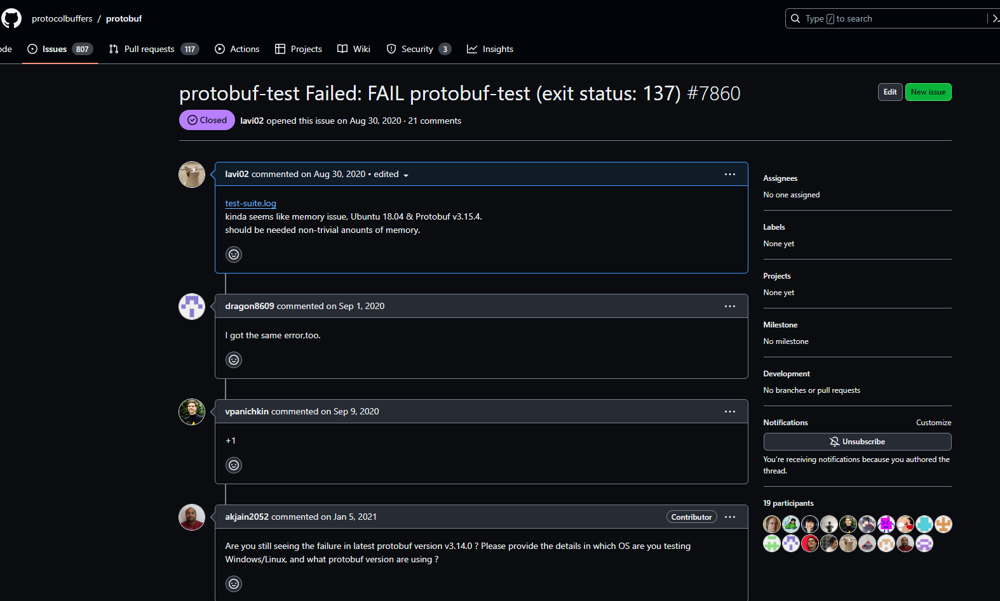 protocolbuffers / protobuf
Type / to search
ode Issues 807 Pull requests 117 Actions Projects Wiki Security 3 Insights
protobuf-test Failed: FAIL protobuf-test (exit status: 137) #7860
Edit New issue
Closed lavi02 opened this issue on Aug 30, 2020 · 21 comments
lavi02 commented on Aug 30, 2020 • edited
test-suite.log
kinda seems like memory issue, Ubuntu 18.04 & Protobuf v3.15.4.
should be needed non-trivial anounts of memory.
dragon8609 commented on Sep 1, 2020
I got the same error,too.
vpanichkin commented on Sep 9, 2020
+1
akjain2052 commented on Jan 5, 2021 Contributor
Are you still seeing the failure in latest protobuf version v3.14.0 ? Please provide the details in which OS are you testing
Windows/Linux, and what protobuf version are using ?
Assignees
No one assigned
Labels
None yet
Projects
None yet
Milestone
No milestone
Development
No branches or pull requests
Notifications Customize
Unsubscribe
You're receiving notifications because you authored the
thread.
19 participants